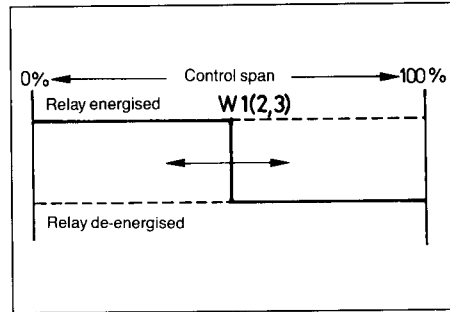 0% Control span 100%
Relay energised
W1(2,3)
Relay de-energised